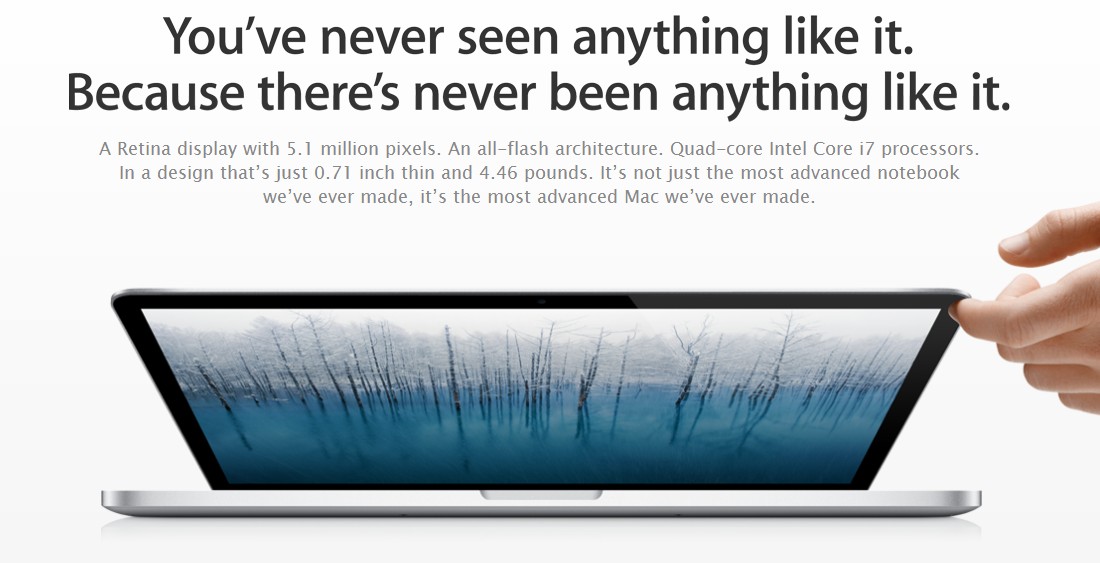 You’ve never seen anything like it.
Because there’s never been anything like it.
A Retina display with 5.1 million pixels. An all-flash architecture. Quad-core Intel Core i7 processors.
In a design that’s just 0.71 inch thin and 4.46 pounds. It’s not just the most advanced notebook
we’ve ever made, it’s the most advanced Mac we’ve ever made.